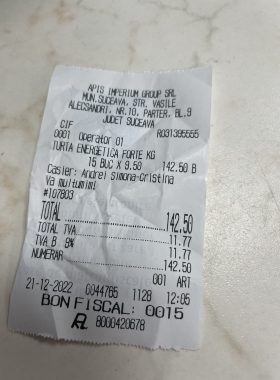 APIS IMPERIUM GROUP SRL
MUN.SUCEAVA, STR. VASILE
ALECSANDRI, NR.10, PARTER, BL.9
JUDET SUCEAVA
CIF RO31395555
0001 Operator 01
TURTA ENERGETICA FORTE KG
15 BUC X 9.50 142.50 B
Casier: Andrei Simona-Cristina
Va multumim!
#107803
TOTAL 142.50
TOTAL TVA 11.77
TVA B 9% 11.77
NUMERAR 142.50
001 ART
21-12-2022 0044765 1128 12:05
BON FISCAL: 0015
8000420678